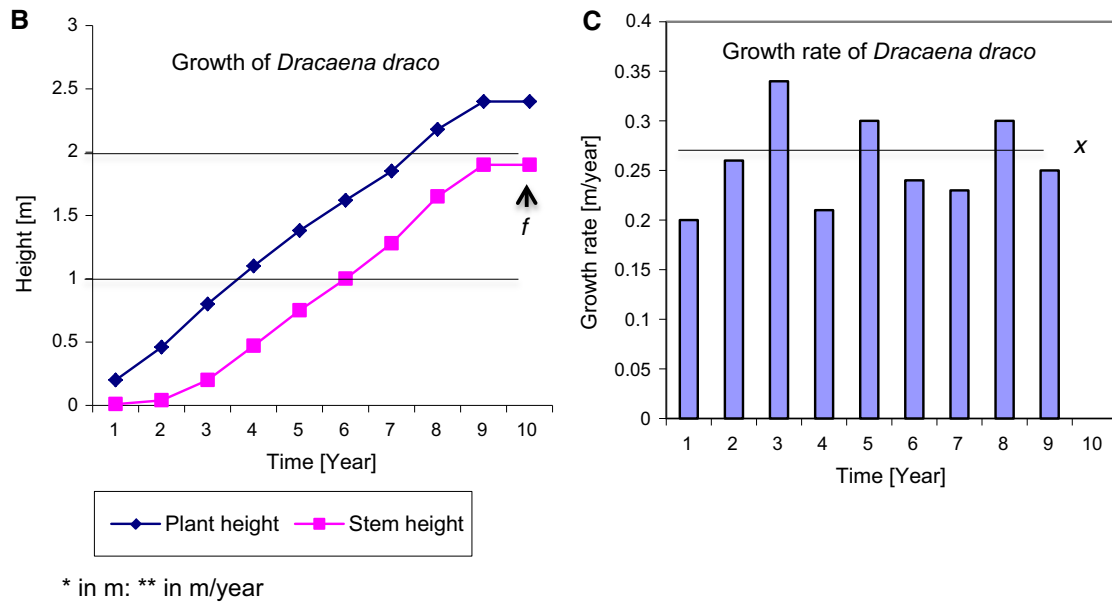 B
Growth of Dracaena draco
Height [m]
3
2.5
2
1.5
1
0.5
0
f
1 2 3 4 5 6 7 8 9 10
Time [Year]
Plant height Stem height
* in m: ** in m/year
C
Growth rate of Dracaena draco
Growth rate [m/year]
0.4
0.35
0.3
0.25
0.2
0.15
0.1
0.05
0
x
1 2 3 4 5 6 7 8 9 10
Time [Year]